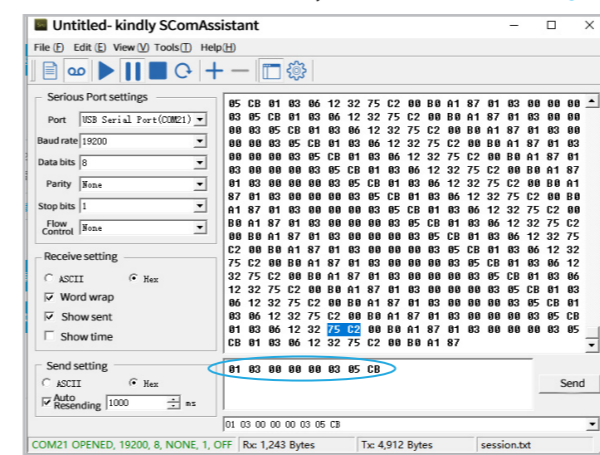 Untitled- kindly SComAssistant
File (F) Edit (E) View (V) Tools (T) Help(H)
Serious Port settings
Port USB Serial Port(COM21)
Baud rate 19200
Data bits 8
Parity None
Stop bits 1
Flow Control None
Receive setting
ASCII Hex
Word wrap
Show sent
Show time
05 CB 01 03 06 12 32 75 C2 00 B0 A1 87 01 03 00 00 00
03 05 CB 01 03 06 12 32 75 C2 00 B0 A1 87 01 03 00 00
00 03 05 CB 01 03 06 12 32 75 C2 00 B0 A1 87 01 03 00
00 00 03 05 CB 01 03 06 12 32 75 C2 00 B0 A1 87 01 03
00 00 00 03 05 CB 01 03 06 12 32 75 C2 00 B0 A1 87 01
03 00 00 00 03 05 CB 01 03 06 12 32 75 C2 00 B0 A1 87
01 03 00 00 00 03 05 CB 01 03 06 12 32 75 C2 00 B0 A1
87 01 03 00 00 00 03 05 CB 01 03 06 12 32 75 C2 00 B0
A1 87 01 03 00 00 00 03 05 CB 01 03 06 12 32 75 C2 00
B0 A1 87 01 03 00 00 00 03 05 CB 01 03 06 12 32 75 C2
00 B0 A1 87 01 03 00 00 00 03 05 CB 01 03 06 12 32 75
C2 00 B0 A1 87 01 03 00 00 00 03 05 CB 01 03 06 12 32
75 C2 00 B0 A1 87 01 03 00 00 00 03 05 CB 01 03 06 12
32 75 C2 00 B0 A1 87 01 03 00 00 00 03 05 CB 01 03 06
12 32 75 C2 00 B0 A1 87 01 03 00 00 00 03 05 CB 01 03
06 12 32 75 C2 00 B0 A1 87 01 03 00 00 00 03 05 CB 01
03 06 12 32 75 C2 00 B0 A1 87 01 03 00 00 00 03 05 CB
01 03 06 12 32 75 C2 00 B0 A1 87 01 03 00 00 00 03 05
CB 01 03 06 12 32 75 C2 00 B0 A1 87
Send setting
ASCII Hex
Auto Resending 1000 ms
01 03 00 00 00 03 05 CB
Send
01 03 00 00 00 03 05 CB
COM21 OPENED, 19200, 8, NONE, 1, OFF Rx: 1,243 Bytes Tx: 4,912 Bytes session.txt